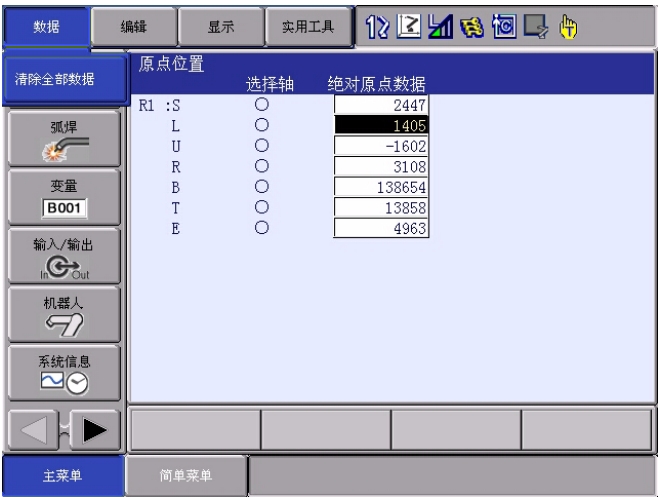 数据 编辑 显示 实用工具
清除全部数据
原点位置
选择轴 绝对原点数据
R1 :S 2447
L 1405
U -1602
R 3108
B 138654
T 13858
E 4963
弧焊
变量
B001
输入/输出
In Out
机器人
系统信息
主菜单 简单菜单